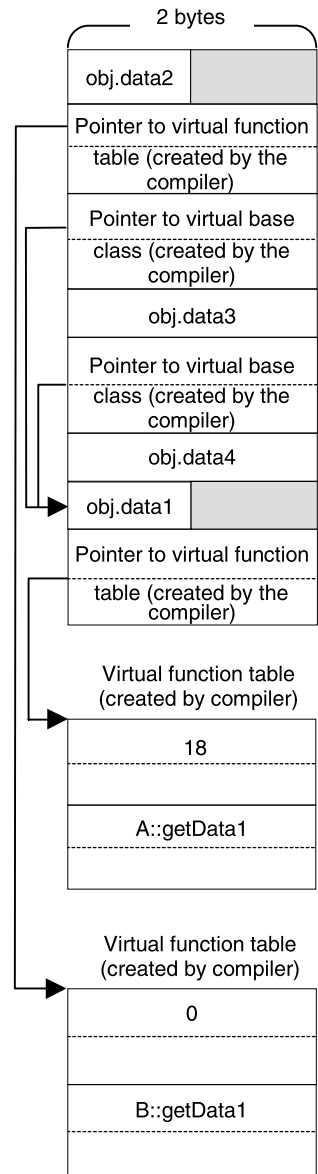 2 bytes
obj.data2
Pointer to virtual function
table (created by the
compiler)
Pointer to virtual base
class (created by the
compiler)
obj.data3
Pointer to virtual base
class (created by the
compiler)
obj.data4
obj.data1
Pointer to virtual function
table (created by the
compiler)
Virtual function table
(created by compiler)
18
A::getData1
Virtual function table
(created by compiler)
0
B::getData1